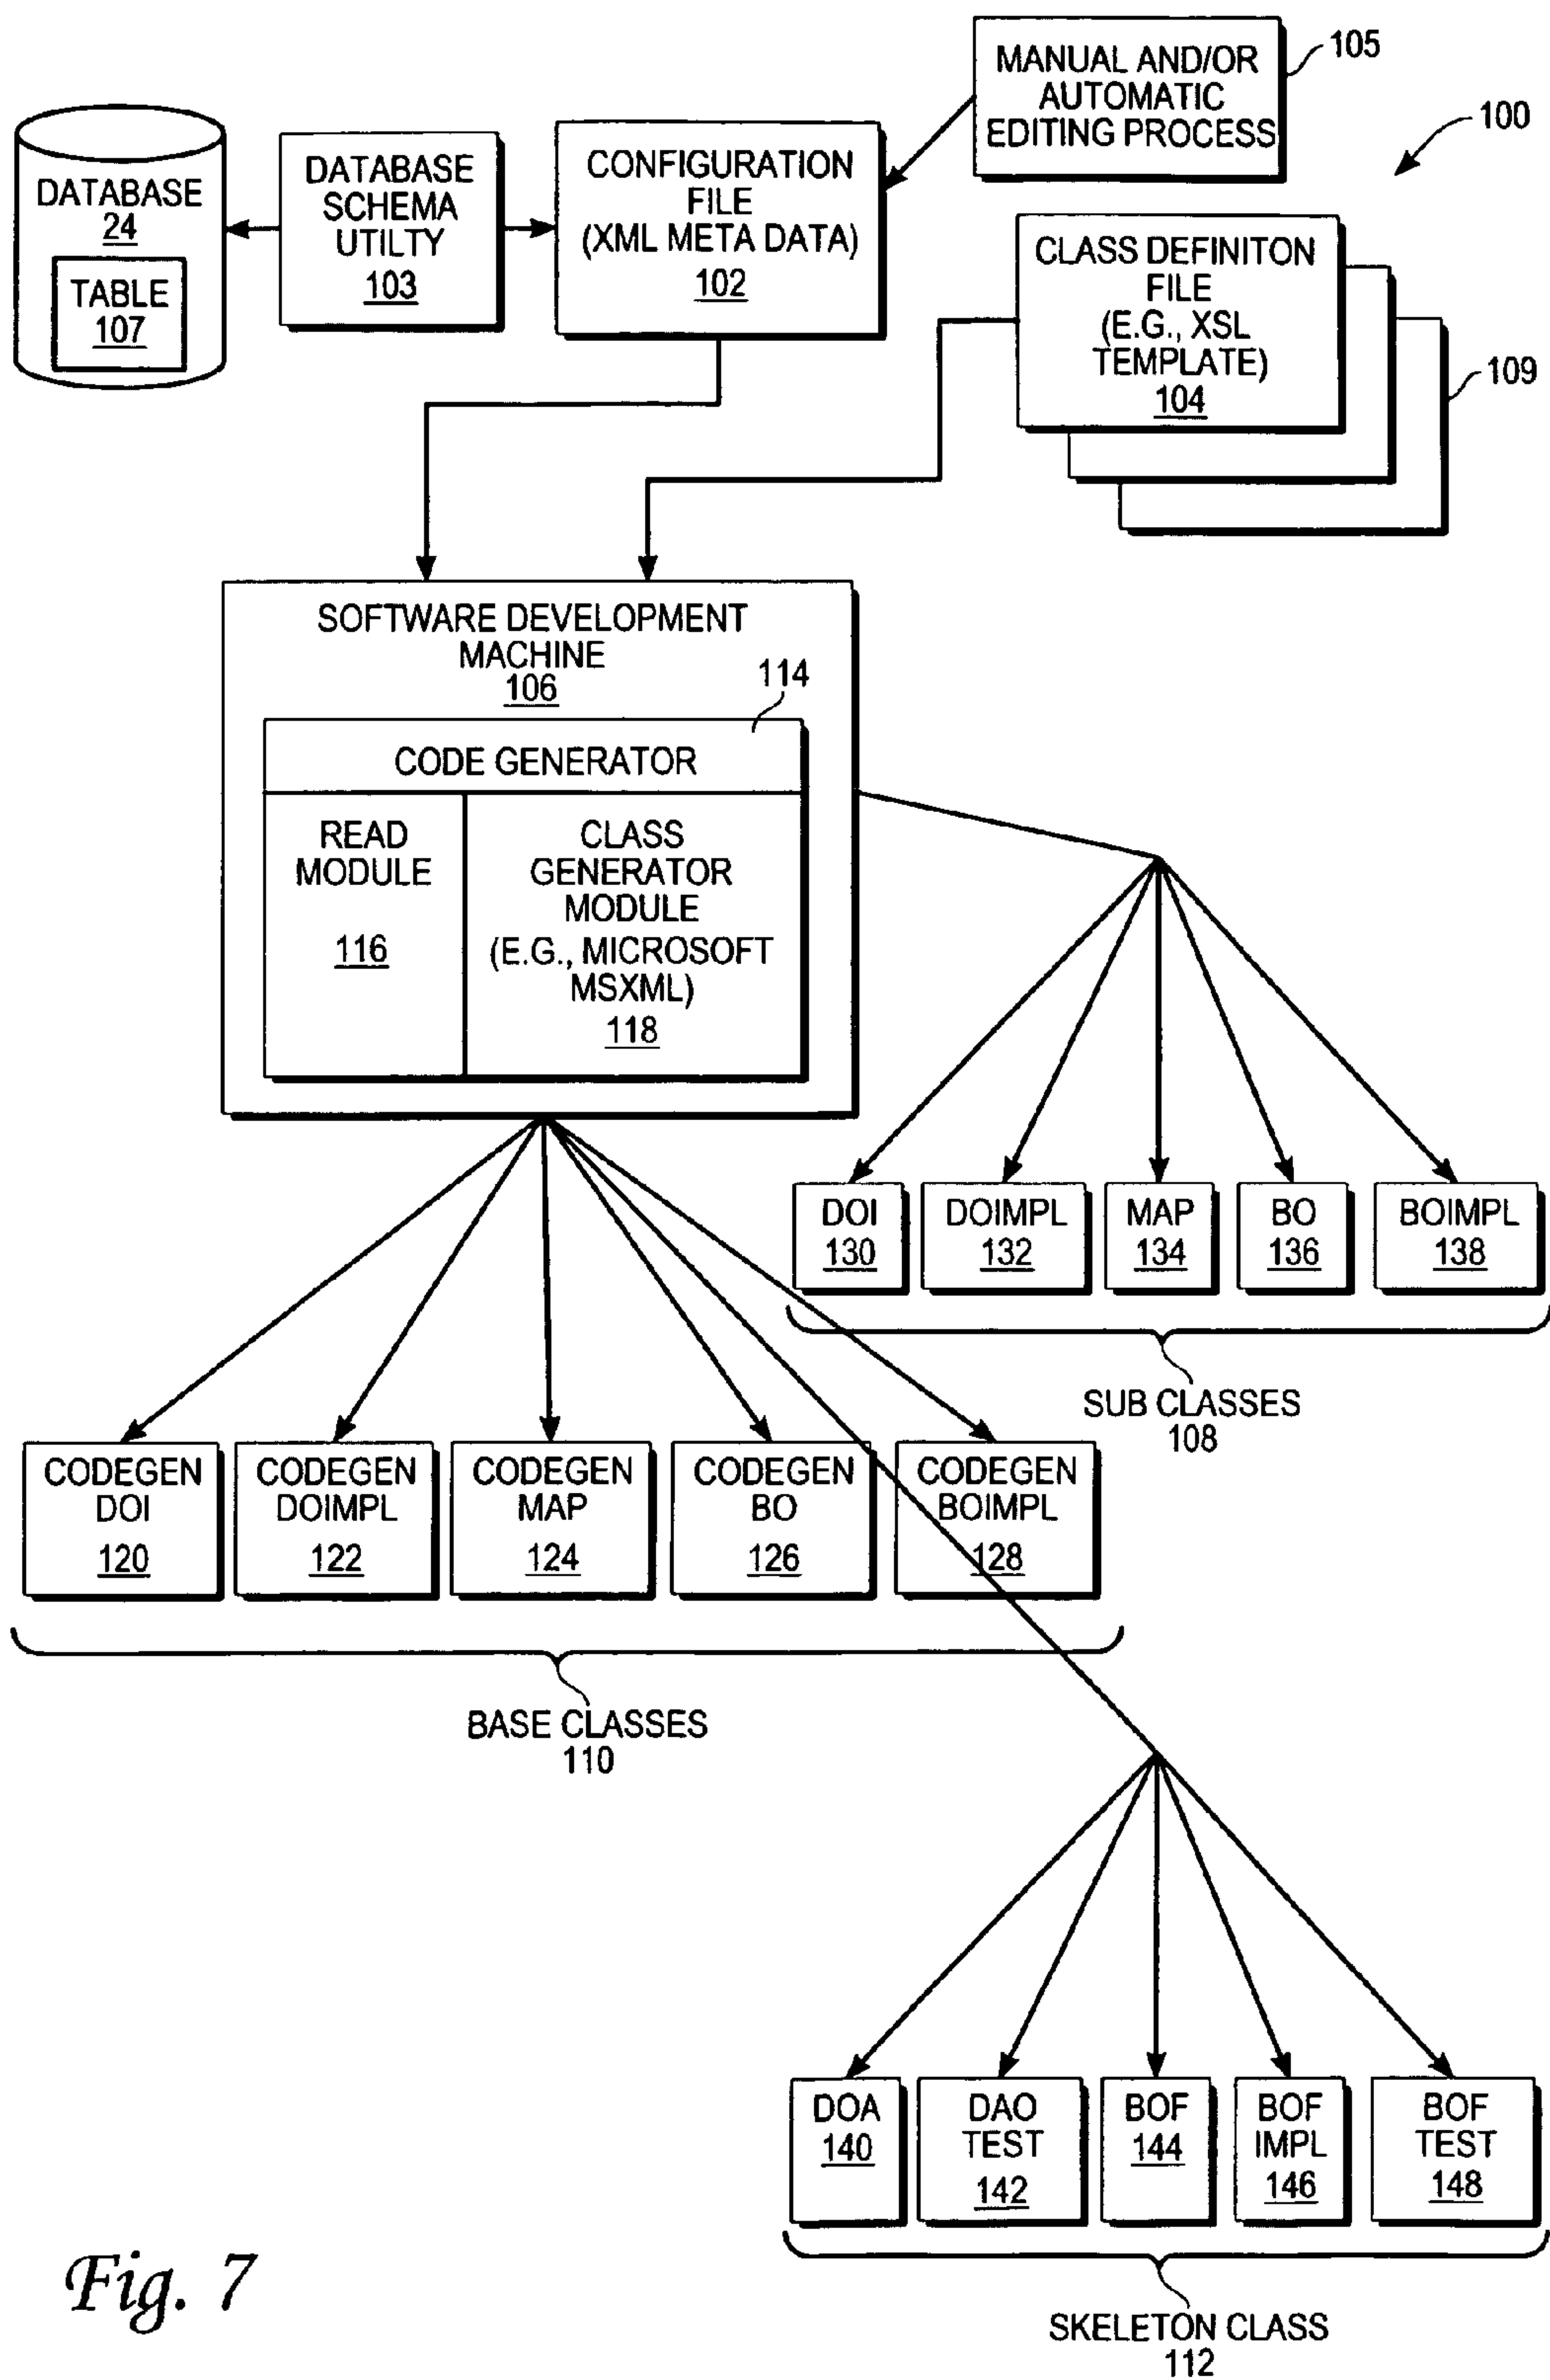 MANUAL AND/OR
AUTOMATIC
EDITING PROCESS
105
100
DATABASE
24
TABLE
107
DATABASE
SCHEMA
UTILTY
103
CONFIGURATION
FILE
(XML META DATA)
102
CLASS DEFINITON
FILE
(E.G., XSL
TEMPLATE)
104
109
SOFTWARE DEVELOPMENT
MACHINE
106
114
CODE GENERATOR
READ
MODULE
116
CLASS
GENERATOR
MODULE
(E.G., MICROSOFT
MSXML)
118
DOI
130
DOIMPL
132
MAP
134
BO
136
BOIMPL
138
SUB CLASSES
108
CODEGEN
DOI
120
CODEGEN
DOIMPL
122
CODEGEN
MAP
124
CODEGEN
BO
126
CODEGEN
BOIMPL
128
BASE CLASSES
110
DOA
140
DAO
TEST
142
BOF
144
BOF
IMPL
146
BOF
TEST
148
SKELETON CLASS
112
Fig. 7